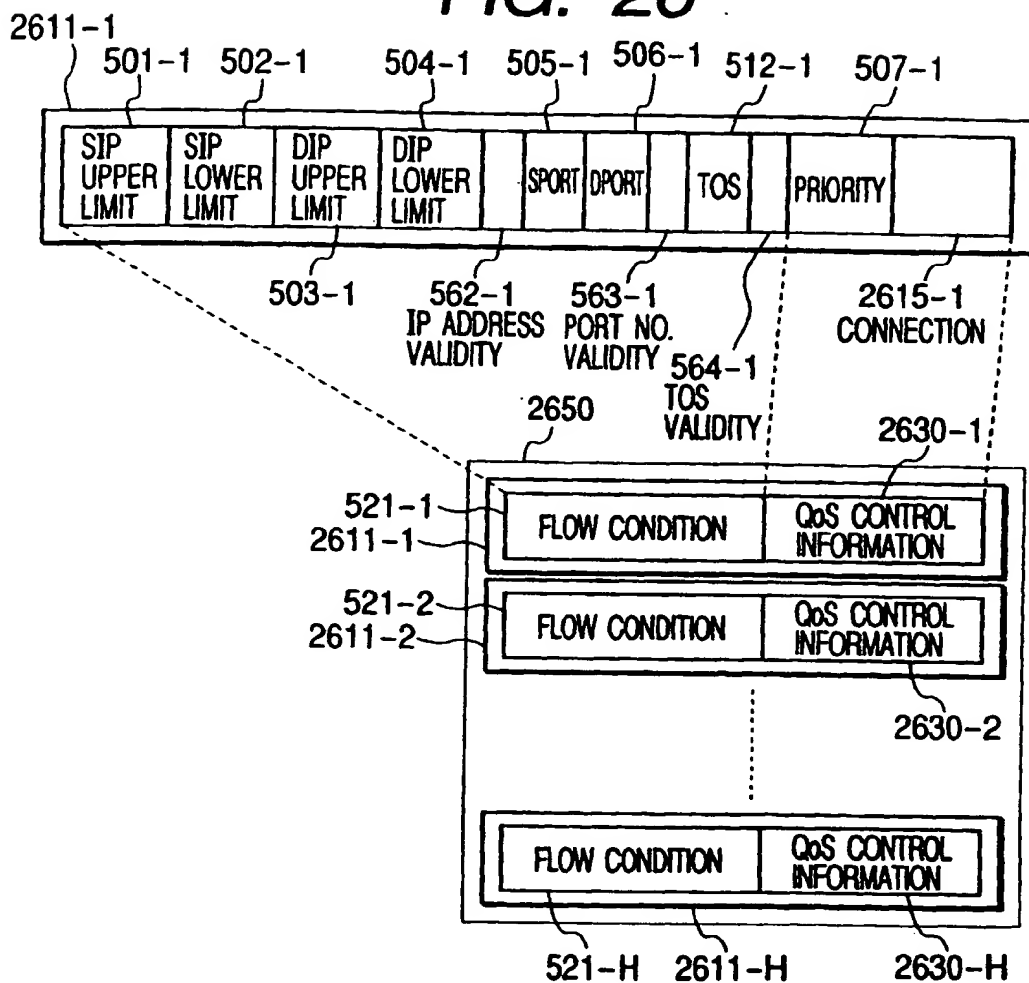 FIG. 26
2611-1
501-1 502-1 504-1 505-1 506-1 512-1 507-1
SIP UPPER LIMIT
SIP LOWER LIMIT
DIP UPPER LIMIT
DIP LOWER LIMIT
SPORT
DPORT
TOS
PRIORITY
503-1
562-1
IP ADDRESS
VALIDITY
563-1
PORT NO.
VALIDITY
564-1
TOS
VALIDITY
2615-1
CONNECTION
2650
2630-1
521-1
2611-1
FLOW CONDITION
QoS CONTROL
INFORMATION
521-2
2611-2
FLOW CONDITION
QoS CONTROL
INFORMATION
2630-2
FLOW CONDITION
QoS CONTROL
INFORMATION
521-H 2611-H 2630-H